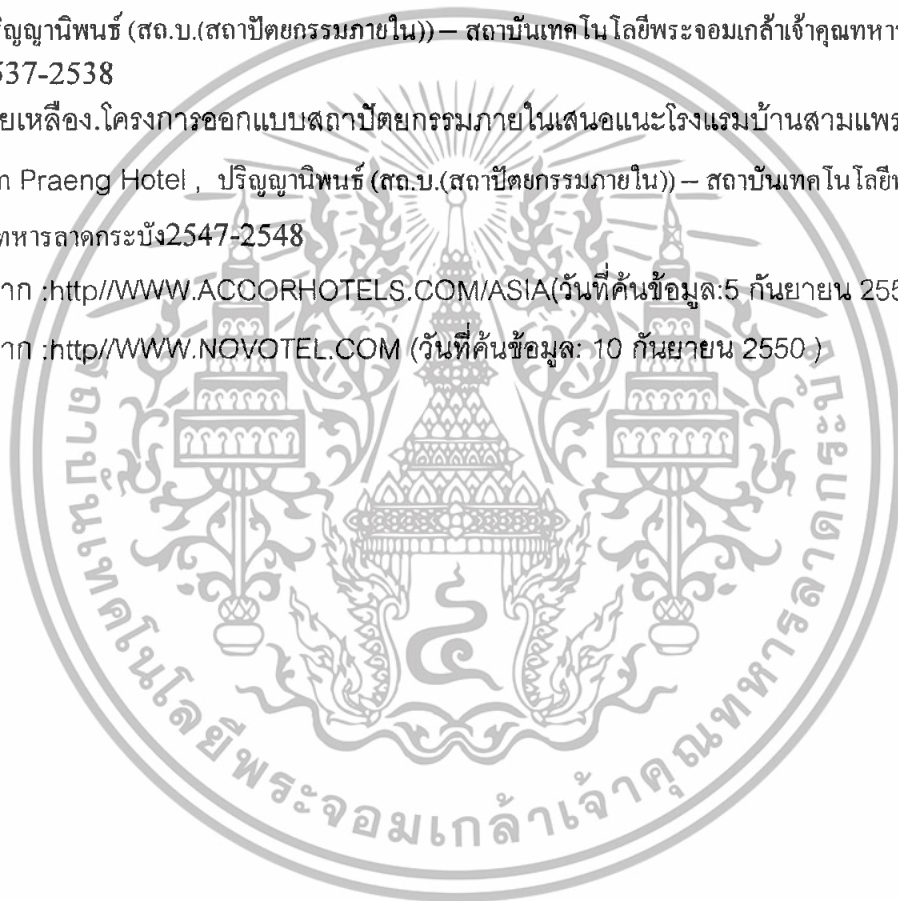 ริญญานิพนธ์ (สถ.บ.(สถาปัตยกรรมภายใน)) – สถาบันเทคโนโลยีพระจอมเกล้าเจ้าคุณทหาร
537-2538
ยเหลือง.โครงการออกแบบสถาปัตยกรรมภายในเสนอแนะโรงแรมบ้านสามแพร
n Praeng Hotel , ปริญญานิพนธ์ (สถ.บ.(สถาปัตยกรรมภายใน)) – สถาบันเทคโนโลยีพ
ทหารลาดกระบัง2547-2548
าก :http//WWW.ACCORHOTELS.COM/ASIA(วันที่ค้นข้อมูล:5 กันยายน 255
าก :http//WWW.NOVOTEL.COM (วันที่ค้นข้อมูล: 10 กันยายน 2550 )
สถาบันเทคโนโลยีพระจอมเกล้าเจ้าคุณทหารลาดกระบัง